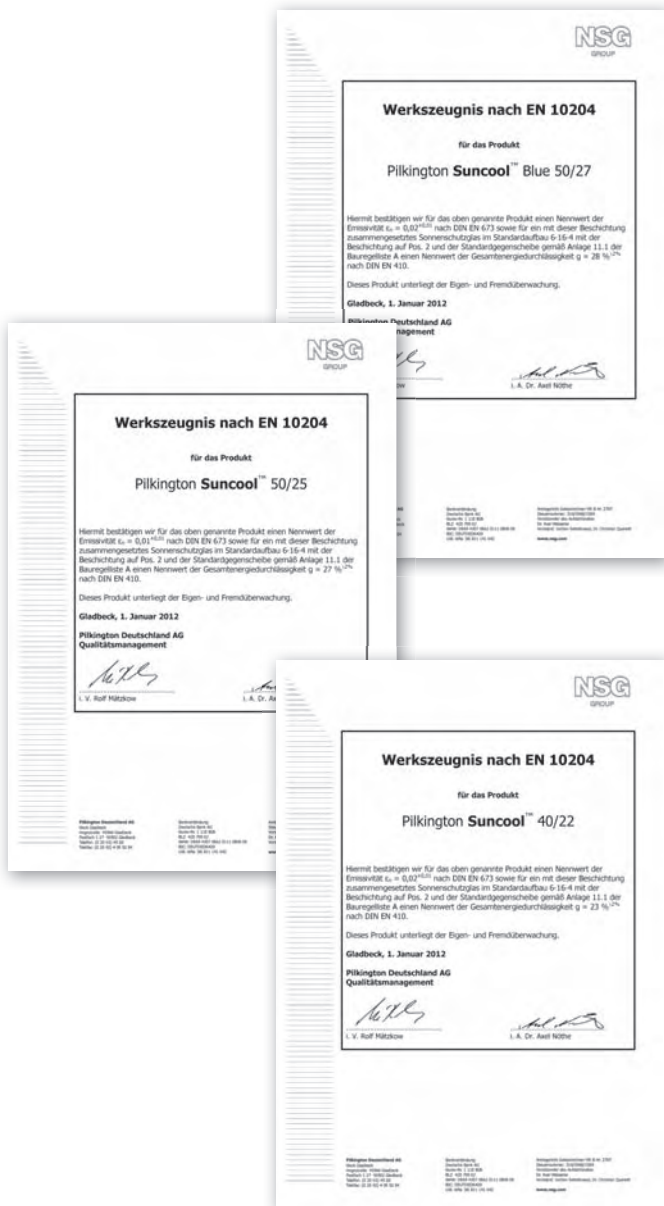 NSG
GROUP
Werkszeugnis nach EN 10204
für das Produkt
Pilkington Suncool™ Blue 50/27
Hiermit bestätigen wir für das oben genannte Produkt einen Nennwert der
Emissivität εₙ = 0,02⁺⁰,⁰¹ nach DIN EN 673 sowie für ein mit dieser Beschichtung
zusammengesetztes Sonnenschutzglas im Standardaufbau 6-16-4 mit der
Beschichtung auf Pos. 2 und der Standardgegenscheibe gemäß Anlage 11.1 der
Bauregelliste A einen Nennwert der Gesamtenergiedurchlässigkeit g = 28 %
nach DIN EN 410.
Dieses Produkt unterliegt der Eigen- und Fremdüberwachung.
Gladbeck, 1. Januar 2012
Pilkington Deutschland AG
i. A. Dr. Axel Nöthe
www.nsg.com
NSG
GROUP
Werkszeugnis nach EN 10204
für das Produkt
Pilkington Suncool™ 50/25
Hiermit bestätigen wir für das oben genannte Produkt einen Nennwert der
Emissivität εₙ = 0,01⁺⁰,⁰¹ nach DIN EN 673 sowie für ein mit dieser Beschichtung
zusammengesetztes Sonnenschutzglas im Standardaufbau 6-16-4 mit der
Beschichtung auf Pos. 2 und der Standardgegenscheibe gemäß Anlage 11.1 der
Bauregelliste A einen Nennwert der Gesamtenergiedurchlässigkeit g = 27 %
nach DIN EN 410.
Dieses Produkt unterliegt der Eigen- und Fremdüberwachung.
Gladbeck, 1. Januar 2012
Pilkington Deutschland AG
Qualitätsmanagement
i. V. Rolf Mätzkow
i. A. Dr.
Pilkington Deutschland AG
NSG
GROUP
Werkszeugnis nach EN 10204
für das Produkt
Pilkington Suncool™ 40/22
Hiermit bestätigen wir für das oben genannte Produkt einen Nennwert der
Emissivität εₙ = 0,02⁺⁰,⁰¹ nach DIN EN 673 sowie für ein mit dieser Beschichtung
zusammengesetztes Sonnenschutzglas im Standardaufbau 6-16-4 mit der
Beschichtung auf Pos. 2 und der Standardgegenscheibe gemäß Anlage 11.1 der
Bauregelliste A einen Nennwert der Gesamtenergiedurchlässigkeit g = 23 %
nach DIN EN 410.
Dieses Produkt unterliegt der Eigen- und Fremdüberwachung.
Gladbeck, 1. Januar 2012
Pilkington Deutschland AG
Qualitätsmanagement
i. V. Rolf Mätzkow
i. A. Dr. Axel Nöthe
Pilkington Deutschland AG
www.nsg.com